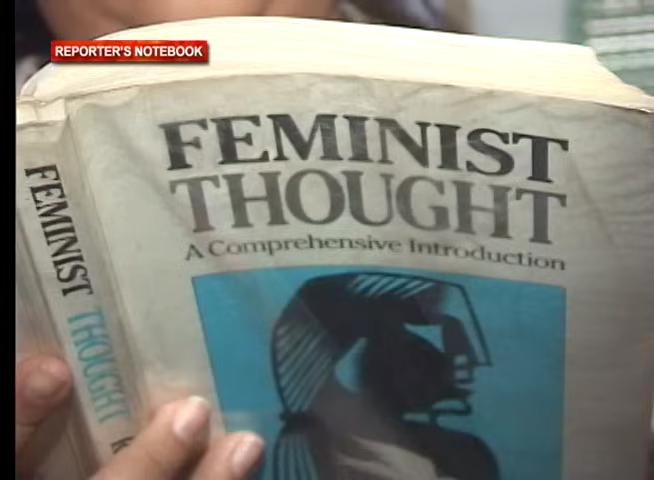 REPORTER'S NOTEBOOK
FEMINIST
THOUGHT
A Comprehensive Introduction
FEMINIST THOUGHT